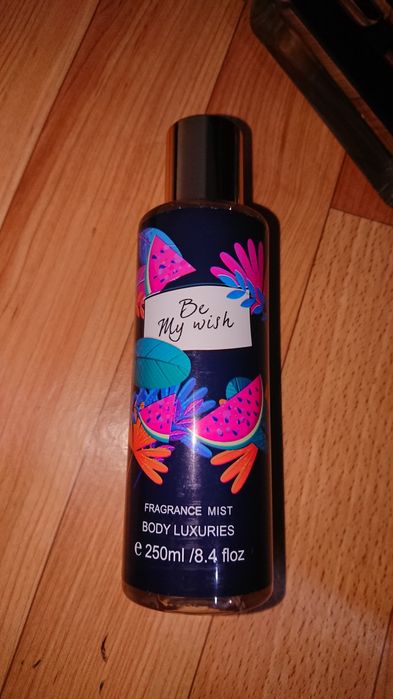 Be
My wish
FRAGRANCE MIST
BODY LUXURIES
℮ 250ml /8.4 floz